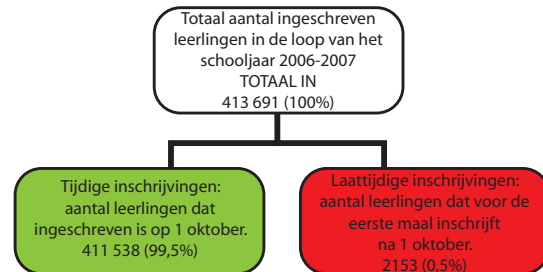 Totaal aantal ingeschreven
leerlingen in de loop van het
schooljaar 2006-2007
TOTAAL IN
413 691 (100%)
Tijdige inschrijvingen:
aantal leerlingen dat
ingeschreven is op 1 oktober.
411 538 (99,5%)
Laattijdige inschrijvingen:
aantal leerlingen dat voor de
eerste maal inschrijft
na 1 oktober.
2153 (0,5%)